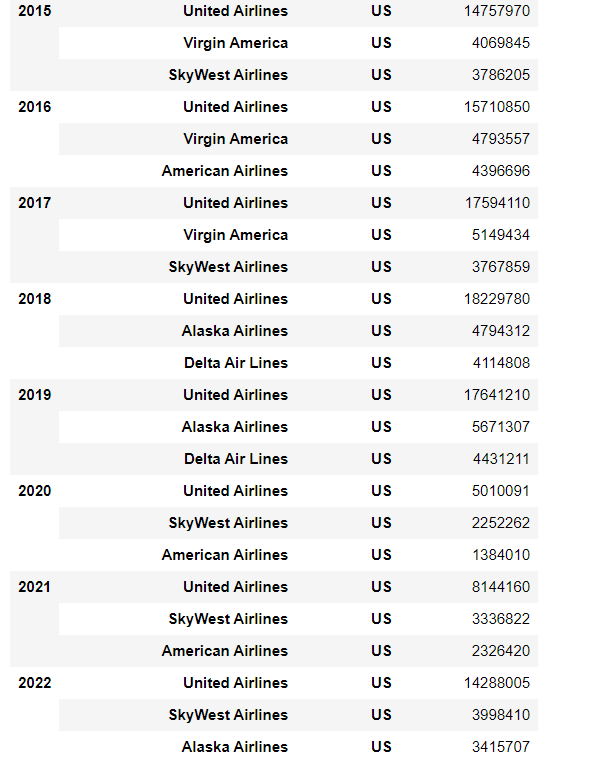 2015 United Airlines US 14757970
Virgin America US 4069845
SkyWest Airlines US 3786205
2016 United Airlines US 15710850
Virgin America US 4793557
American Airlines US 4396696
2017 United Airlines US 17594110
Virgin America US 5149434
SkyWest Airlines US 3767859
2018 United Airlines US 18229780
Alaska Airlines US 4794312
Delta Air Lines US 4114808
2019 United Airlines US 17641210
Alaska Airlines US 5671307
Delta Air Lines US 4431211
2020 United Airlines US 5010091
SkyWest Airlines US 2252262
American Airlines US 1384010
2021 United Airlines US 8144160
SkyWest Airlines US 3336822
American Airlines US 2326420
2022 United Airlines US 14288005
SkyWest Airlines US 3998410
Alaska Airlines US 3415707